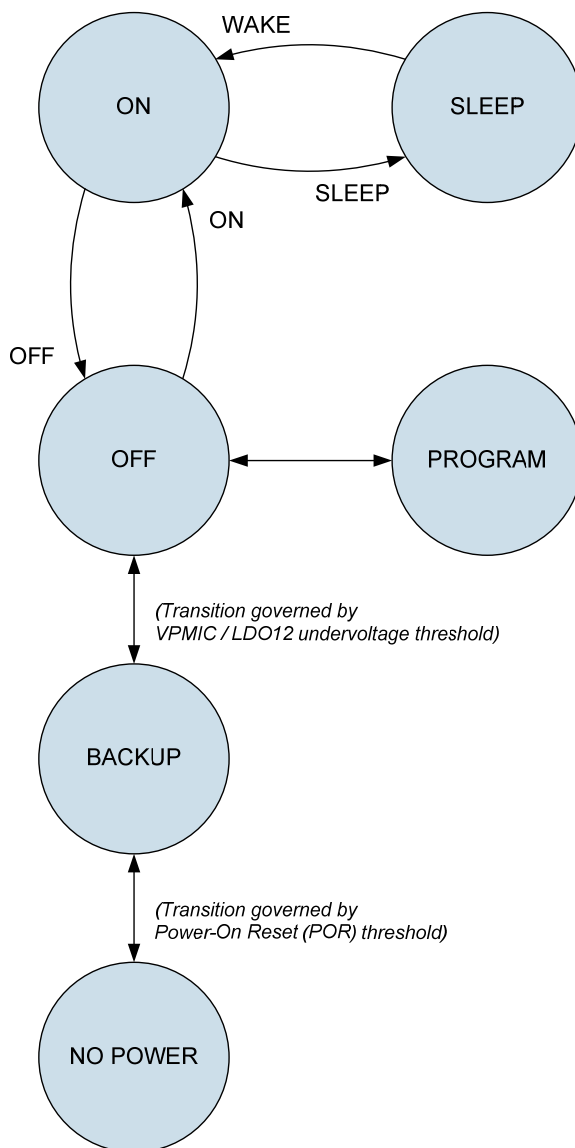 WAKE
ON
SLEEP
SLEEP
ON
OFF
OFF
PROGRAM
(Transition governed by
VPMIC / LDO12 undervoltage threshold)
BACKUP
(Transition governed by
Power-On Reset (POR) threshold)
NO POWER